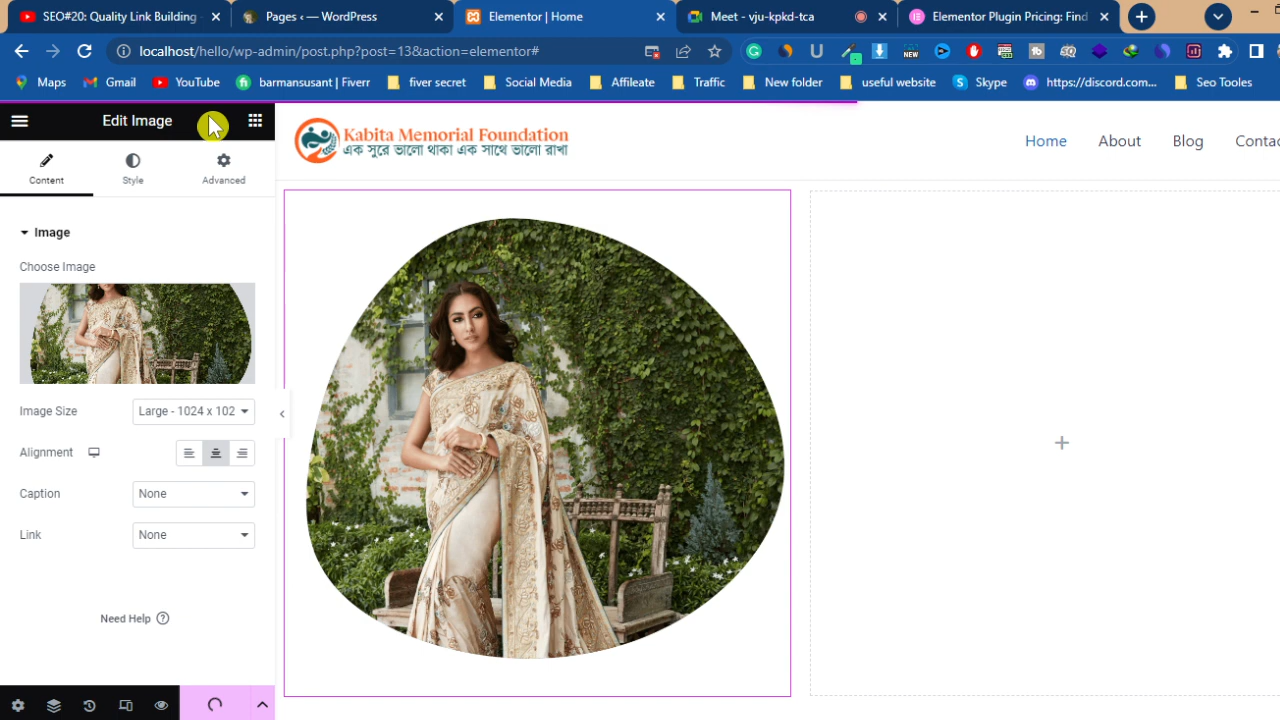 SEO#20: Quality Link Building -
Pages ‹ — WordPress
Elementor | Home
Meet - vju-kpkd-tca
Elementor Plugin Pricing: Find
localhost/hello/wp-admin/post.php?post=13&action=elementor#
Maps
Gmail
YouTube
barmansusant | Fiverr
fiver secret
Social Media
Affileate
Traffic
New folder
useful website
Skype
https://discord.com...
Seo Tooles
Edit Image
Content
Style
Advanced
Image
Choose Image
Image Size
Large - 1024 x 102
Alignment
Caption
None
Link
None
Need Help
Kabita Memorial Foundation
এক সুরে ভালো থাকা এক সাথে ভালো রাখা
Home
About
Blog
Contac